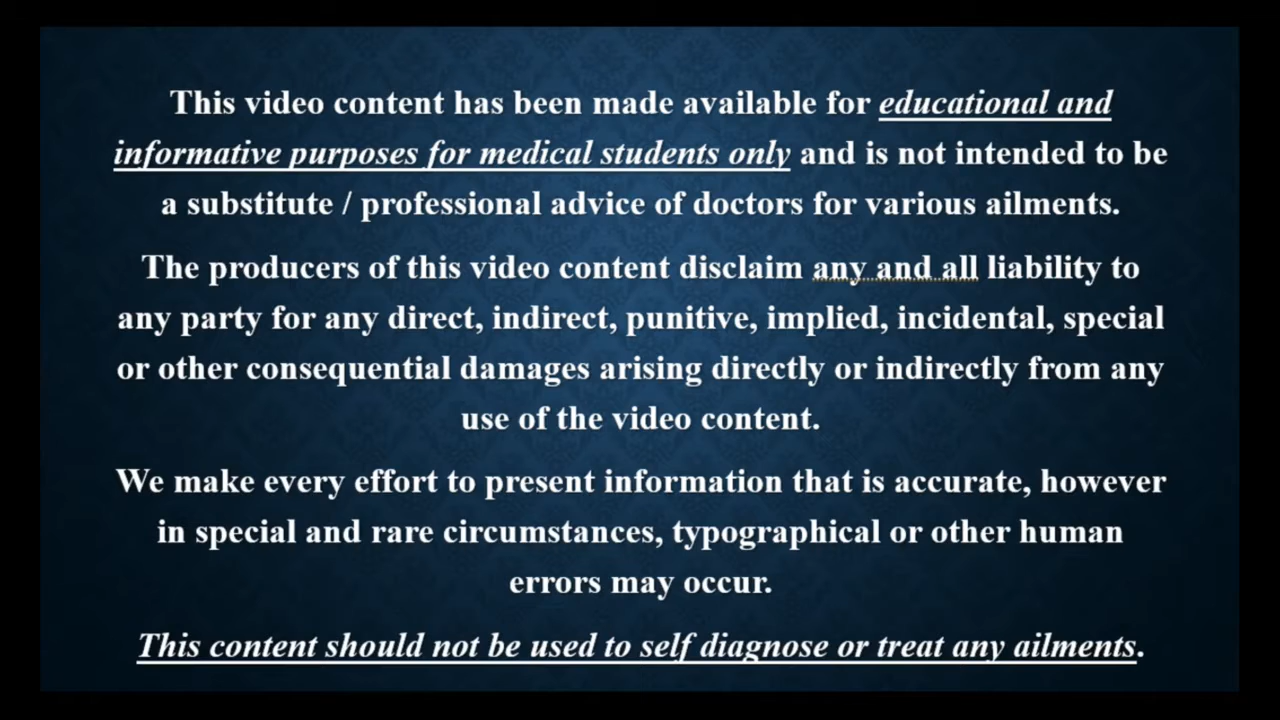 This video content has been made available for educational and
informative purposes for medical students only and is not intended to be
a substitute / professional advice of doctors for various ailments.
The producers of this video content disclaim any and all liability to
any party for any direct, indirect, punitive, implied, incidental, special
or other consequential damages arising directly or indirectly from any
use of the video content.
We make every effort to present information that is accurate, however
in special and rare circumstances, typographical or other human
errors may occur.
This content should not be used to self diagnose or treat any ailments.